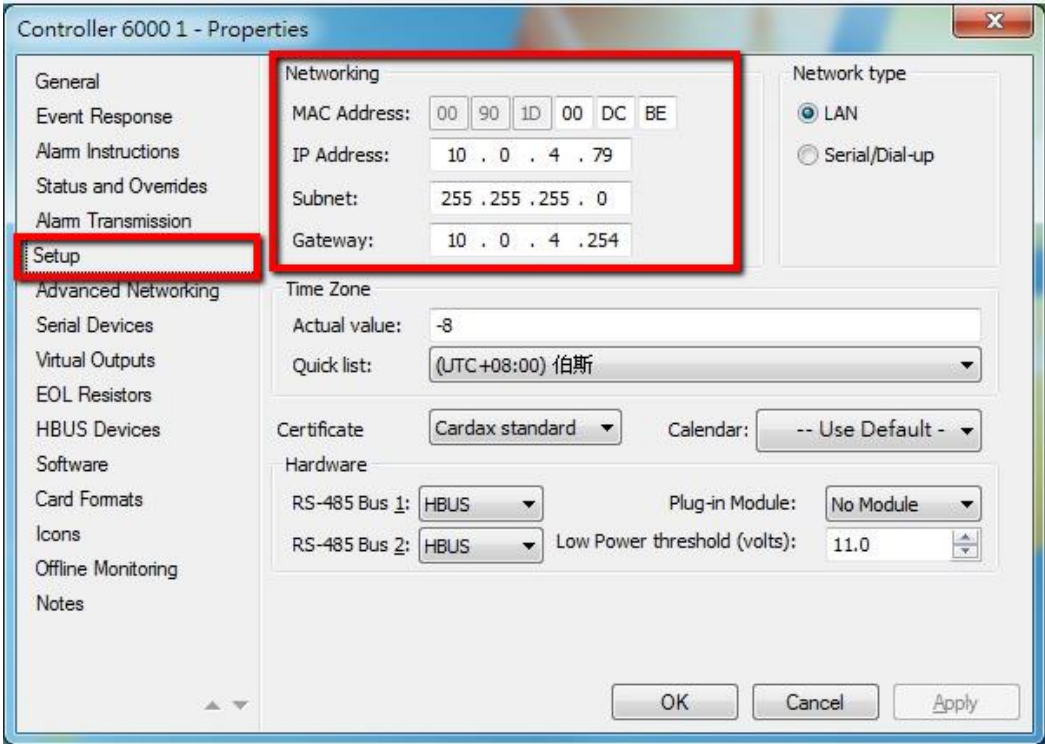 Controller 6000 1 - Properties
General
Event Response
Alarm Instructions
Status and Overrides
Alarm Transmission
Setup
Advanced Networking
Serial Devices
Virtual Outputs
EOL Resistors
HBUS Devices
Software
Card Formats
Icons
Offline Monitoring
Notes
Networking
MAC Address: 00 90 1D 00 DC BE
IP Address: 10 . 0 . 4 . 79
Subnet: 255 . 255 . 255 . 0
Gateway: 10 . 0 . 4 . 254
Network type
LAN
Serial/Dial-up
Time Zone
Actual value: -8
Quick list: (UTC+08:00) 伯斯
Certificate Cardax standard Calendar: -- Use Default -
Hardware
RS-485 Bus 1: HBUS Plug-in Module: No Module
RS-485 Bus 2: HBUS Low Power threshold (volts): 11.0
OK Cancel Apply